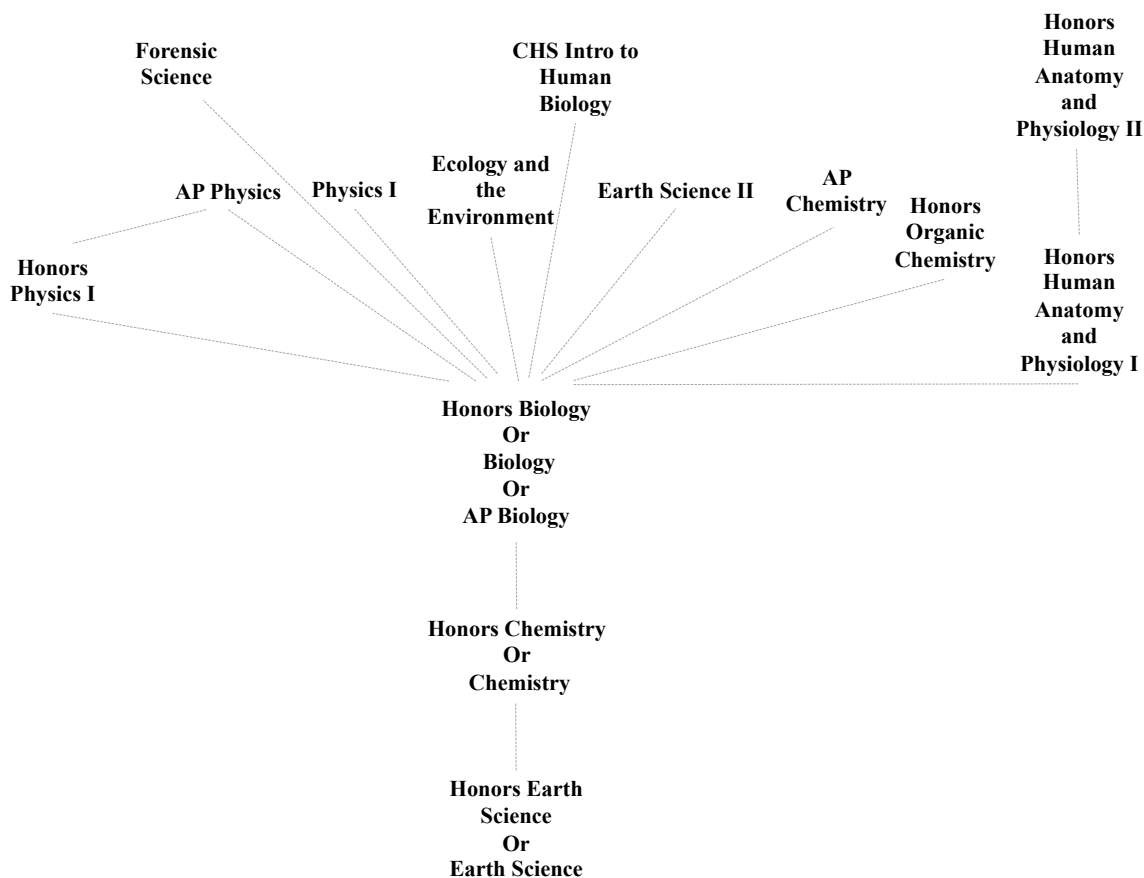 Forensic
Science
CHS Intro to
Human
Biology
Honors
Human
Anatomy
and
Physiology II
AP Physics
Physics I
Ecology and
the
Environment
Earth Science II
AP
Chemistry
Honors
Organic
Chemistry
Honors
Physics I
Honors
Human
Anatomy
and
Physiology I
Honors Biology
Or
Biology
Or
AP Biology
Honors Chemistry
Or
Chemistry
Honors Earth
Science
Or
Earth Science